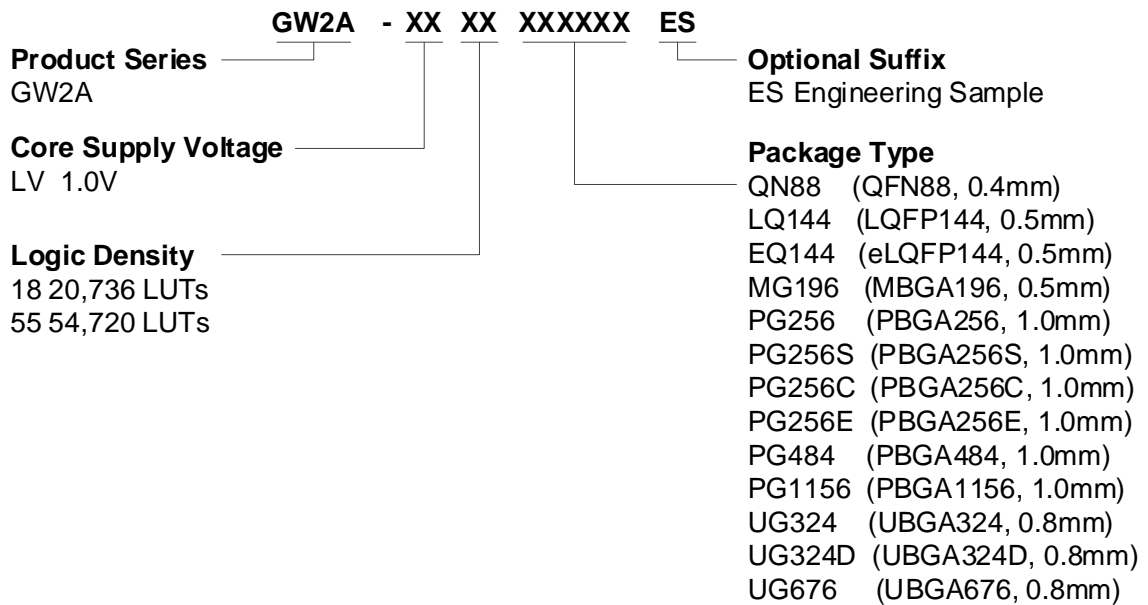 GW2A - XX XX XXXXXX ES
Product Series
GW2A
Core Supply Voltage
LV 1.0V
Logic Density
18 20,736 LUTs
55 54,720 LUTs
Optional Suffix
ES Engineering Sample
Package Type
QN88 (QFN88, 0.4mm)
LQ144 (LQFP144, 0.5mm)
EQ144 (eLQFP144, 0.5mm)
MG196 (MBGA196, 0.5mm)
PG256 (PBGA256, 1.0mm)
PG256S (PBGA256S, 1.0mm)
PG256C (PBGA256C, 1.0mm)
PG256E (PBGA256E, 1.0mm)
PG484 (PBGA484, 1.0mm)
PG1156 (PBGA1156, 1.0mm)
UG324 (UBGA324, 0.8mm)
UG324D (UBGA324D, 0.8mm)
UG676 (UBGA676, 0.8mm)